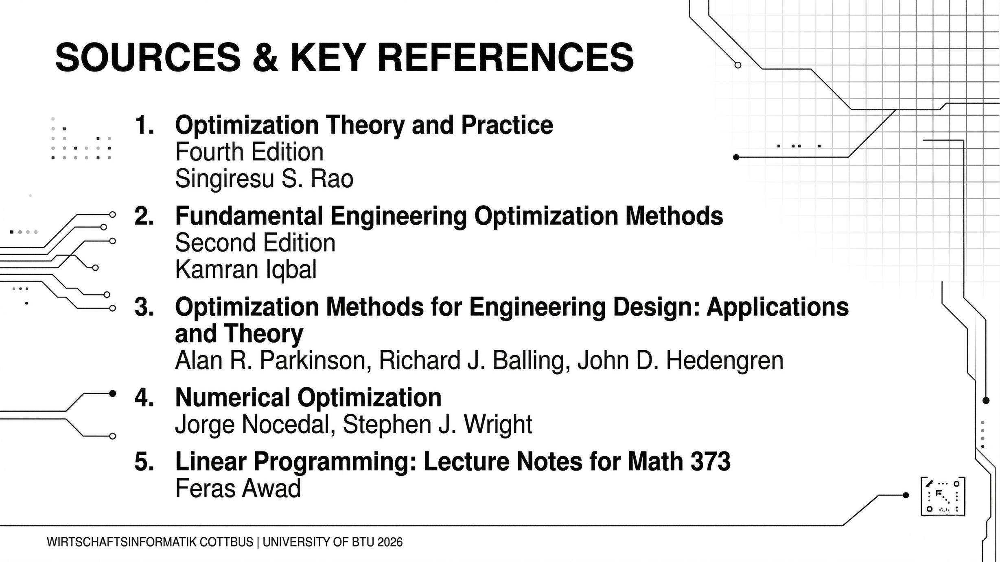 SOURCES & KEY REFERENCES
1. Optimization Theory and Practice
Fourth Edition
Singiresu S. Rao
2. Fundamental Engineering Optimization Methods
Second Edition
Kamran Iqbal
3. Optimization Methods for Engineering Design: Applications
and Theory
Alan R. Parkinson, Richard J. Balling, John D. Hedengren
4. Numerical Optimization
Jorge Nocedal, Stephen J. Wright
5. Linear Programming: Lecture Notes for Math 373
Feras Awad
WIRTSCHAFTSINFORMATIK COTTBUS | UNIVERSITY OF BTU 2026